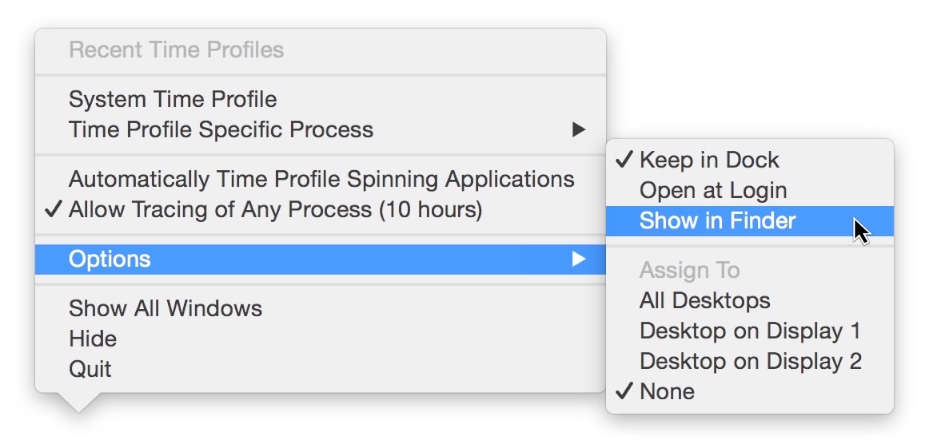 Recent Time Profiles
System Time Profile
Time Profile Specific Process
Automatically Time Profile Spinning Applications
Allow Tracing of Any Process (10 hours)
Options
Show All Windows
Hide
Quit
Keep in Dock
Open at Login
Show in Finder
Assign To
All Desktops
Desktop on Display 1
Desktop on Display 2
None